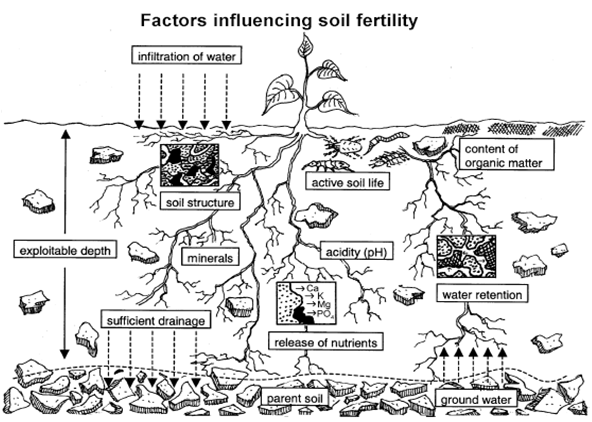 Factors influencing soil fertility
infiltration of water
content of
organic matter
active soil life
soil structure
exploitable depth
minerals
acidity (pH)
Ca
K
Mg
PO₄
water retention
sufficient drainage
release of nutrients
parent soil
ground water